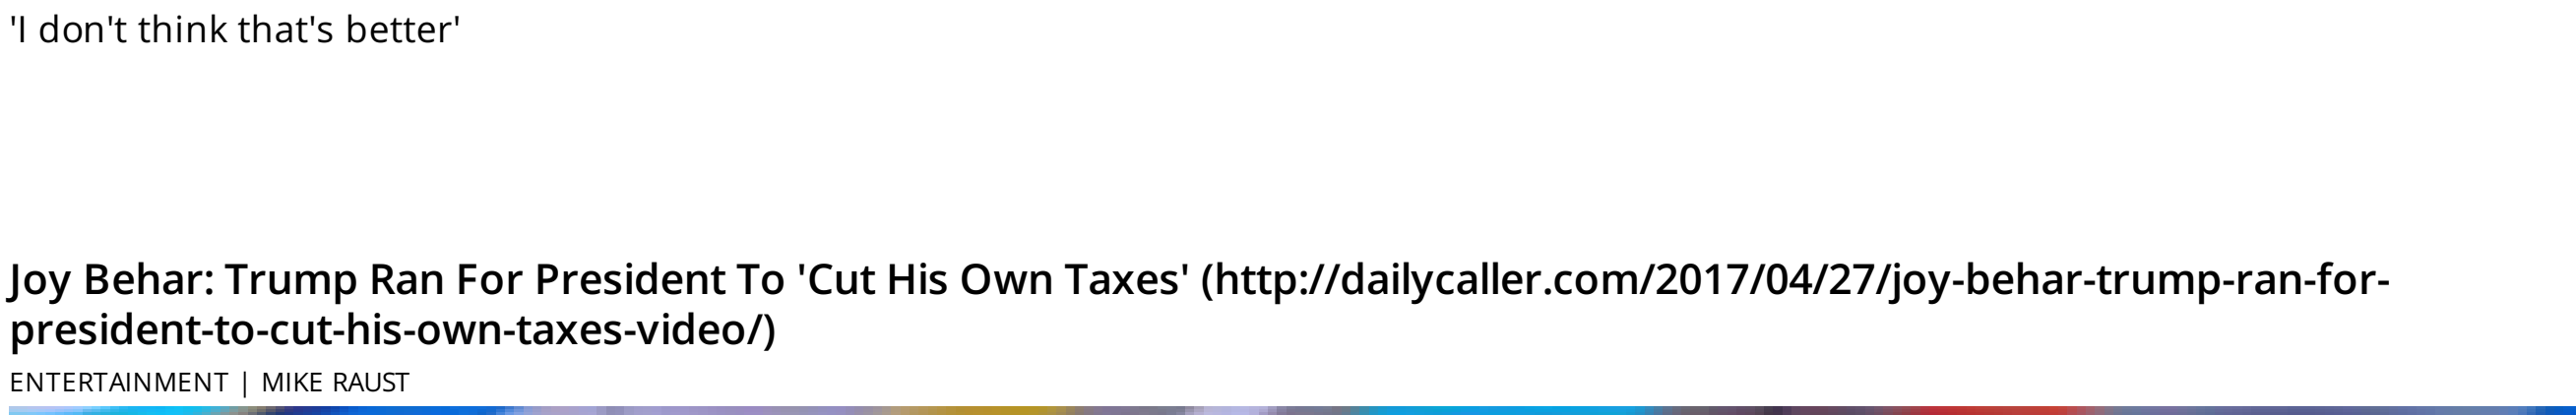 'I don't think that's better'
Joy Behar: Trump Ran For President To 'Cut His Own Taxes' (http://dailycaller.com/2017/04/27/joy-behar-trump-ran-for-
president-to-cut-his-own-taxes-video/)
ENTERTAINMENT | MIKE RAUST